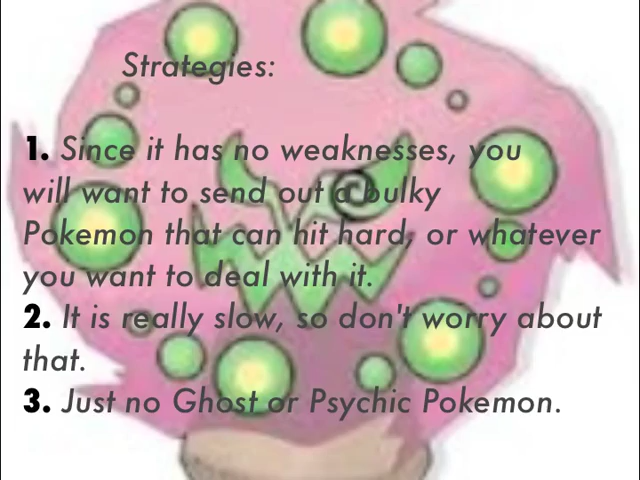 Strategies:
1. Since it has no weaknesses, you
will want to send out a bulky
Pokemon that can hit hard, or whatever
you want to deal with it.
2. It is really slow, so don't worry about
that.
3. Just no Ghost or Psychic Pokemon.